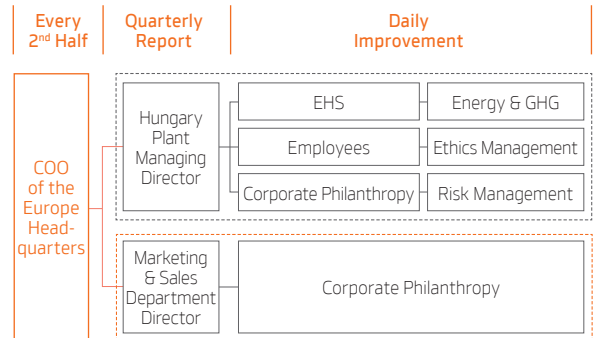 Every
2nd Half
Quarterly
Report
Daily
Improvement
COO
of the
Europe
Head-
quarters
Hungary
Plant
Managing
Director
EHS
Energy & GHG
Employees
Ethics Management
Corporate Philanthropy
Risk Management
Marketing
& Sales
Department
Director
Corporate Philanthropy